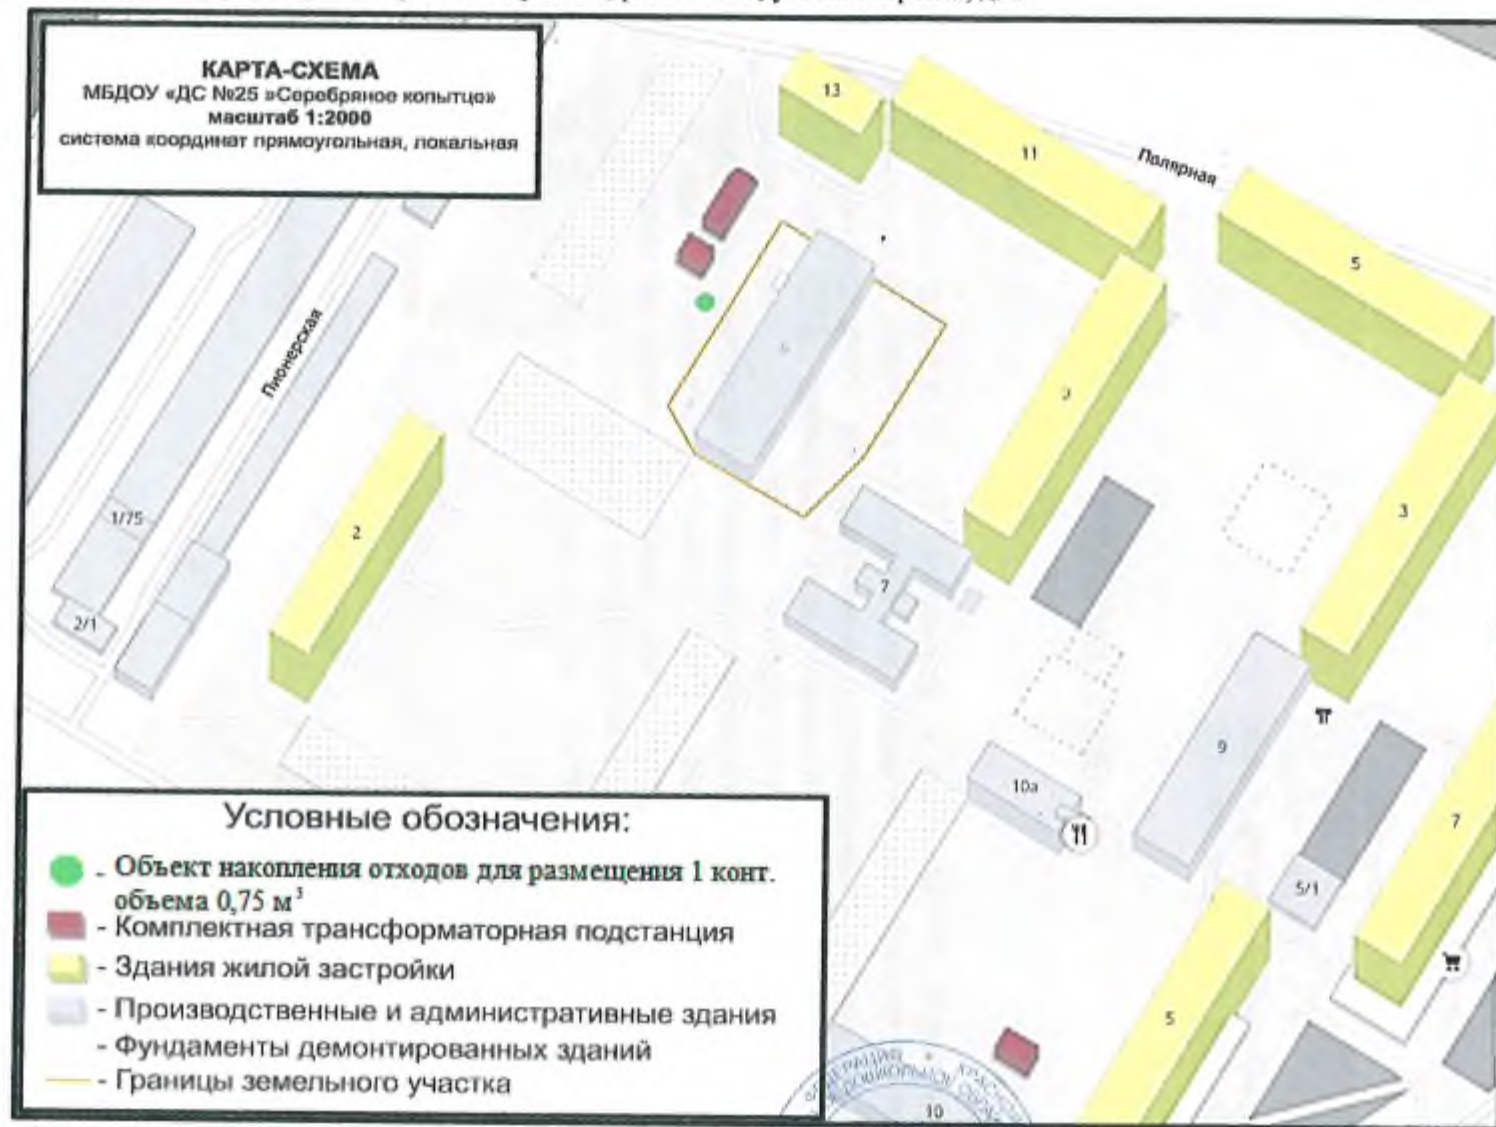 КАРТА-СХЕМА
МБДОУ «ДС №25 »Серебряное копытце»
масштаб 1:2000
система координат прямоугольная, локальная
13
11
Полярная
5
Пионерская
9
3
1/75
2
7
2/1
9
10а
7
5/1
5
10
Условные обозначения:
- Объект накопления отходов для размещения 1 конт.
объема 0,75 м³
- Комплектная трансформаторная подстанция
- Здания жилой застройки
- Производственные и административные здания
- Фундаменты демонтированных зданий
- Границы земельного участка